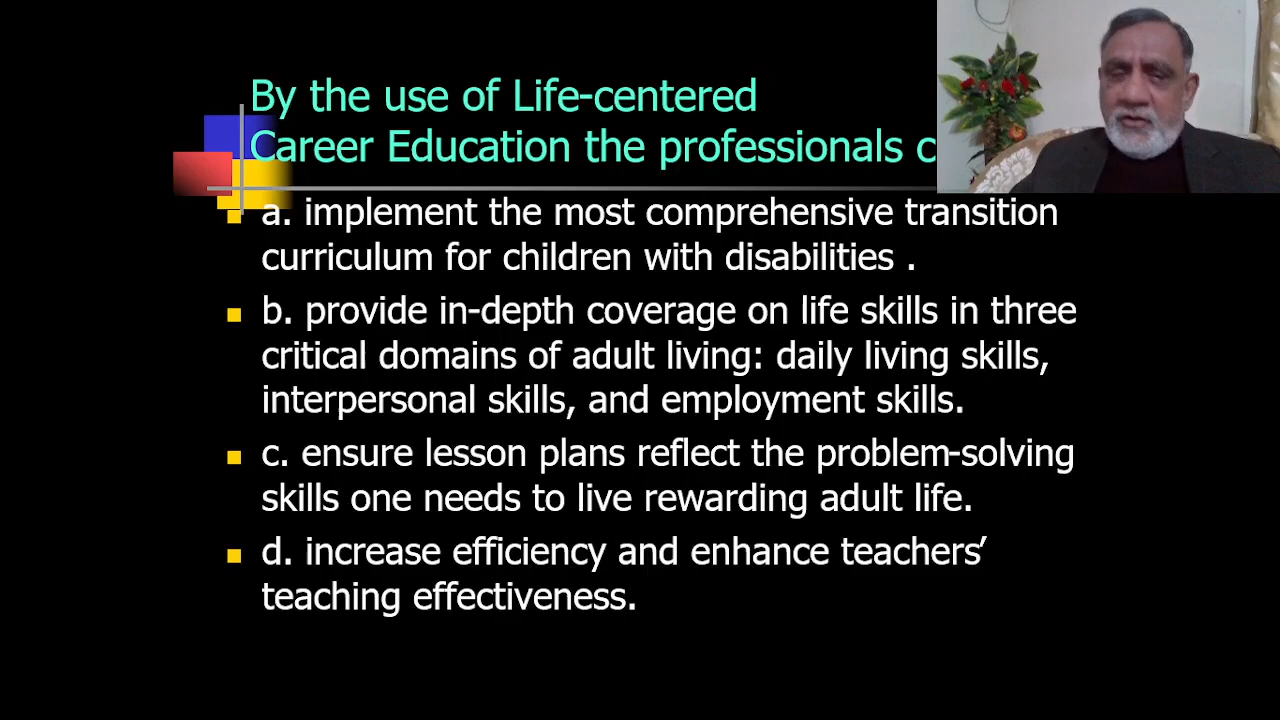 By the use of Life-centered
Career Education the professionals c
a. implement the most comprehensive transition
curriculum for children with disabilities .
b. provide in-depth coverage on life skills in three
critical domains of adult living: daily living skills,
interpersonal skills, and employment skills.
c. ensure lesson plans reflect the problem-solving
skills one needs to live rewarding adult life.
d. increase efficiency and enhance teachers’
teaching effectiveness.